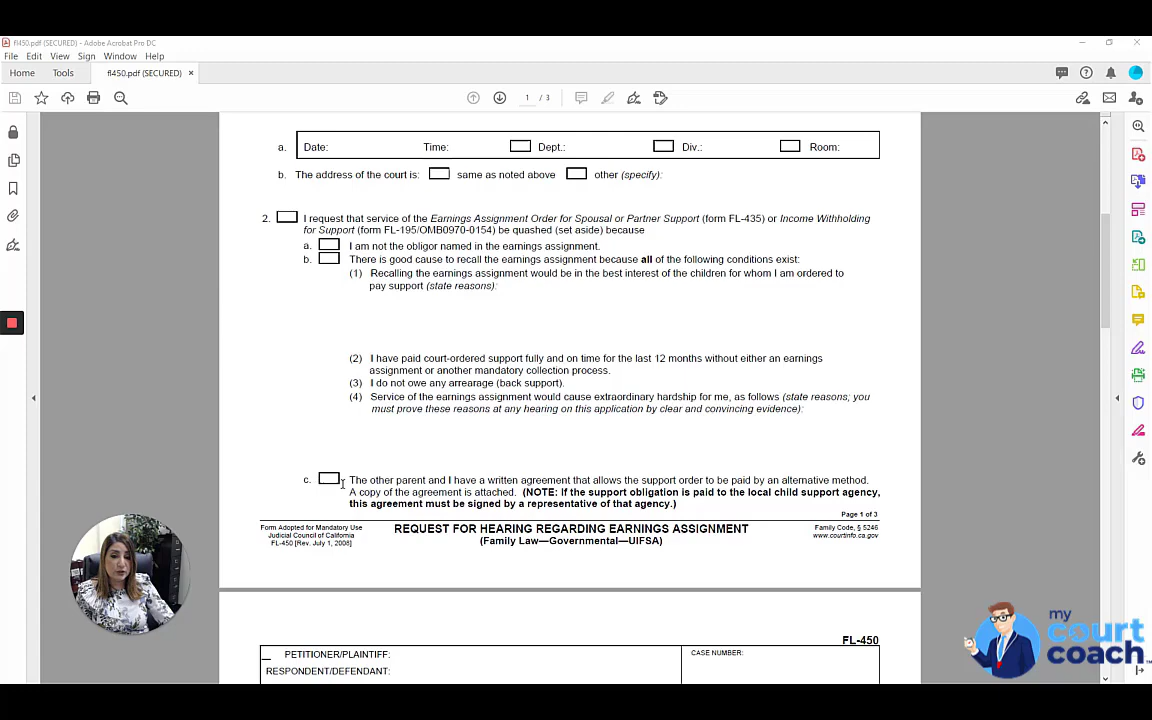 fl450.pdf (SECURED) - Adobe Acrobat Pro DC
File Edit View Sign Window Help
Home Tools fl450.pdf (SECURED) ×
1 / 3
a. Date: Time: Dept.: Div.: Room:
b. The address of the court is: same as noted above other (specify):
2. I request that service of the Earnings Assignment Order for Spousal or Partner Support (form FL-435) or Income Withholding
for Support (form FL-195/OMB0970-0154) be quashed (set aside) because
a. I am not the obligor named in the earnings assignment.
b. There is good cause to recall the earnings assignment because all of the following conditions exist:
(1) Recalling the earnings assignment would be in the best interest of the children for whom I am ordered to
pay support (state reasons):
(2) I have paid court-ordered support fully and on time for the last 12 months without either an earnings
assignment or another mandatory collection process.
(3) I do not owe any arrearage (back support).
(4) Service of the earnings assignment would cause extraordinary hardship for me, as follows (state reasons; you
must prove these reasons at any hearing on this application by clear and convincing evidence):
c. The other parent and I have a written agreement that allows the support order to be paid by an alternative method.
A copy of the agreement is attached. (NOTE: If the support obligation is paid to the local child support agency,
this agreement must be signed by a representative of that agency.)
Page 1 of 3
Form Adopted for Mandatory Use
Judicial Council of California
FL-450 [Rev. July 1, 2008]
REQUEST FOR HEARING REGARDING EARNINGS ASSIGNMENT
(Family Law—Governmental—UIFSA)
Family Code, § 5246
www.courtinfo.ca.gov
FL-450
PETITIONER/PLAINTIFF:
CASE NUMBER:
RESPONDENT/DEFENDANT:
my
court
coach™